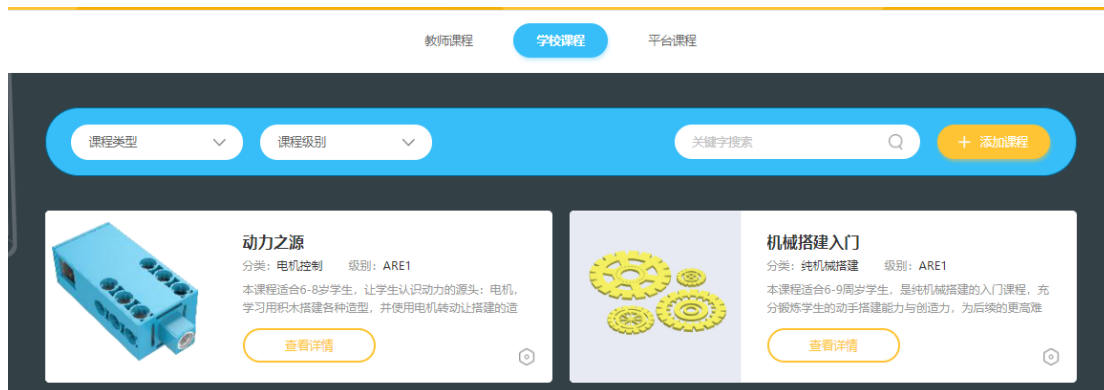 教师课程 学校课程 平台课程
课程类型 课程级别 关键字搜索 + 添加课程
动力之源
分类：电机控制 级别：ARE1
本课程适合6-8岁学生，让学生认识动力的源头：电机，
学习用积木搭建各种造型，并使用电机转动让搭建的造
查看详情
机械搭建入门
分类：纯机械搭建 级别：ARE1
本课程适合6-9周岁学生，是纯机械搭建的入门课程，充
分锻炼学生的动手搭建能力与创造力，为后续的更高难
查看详情